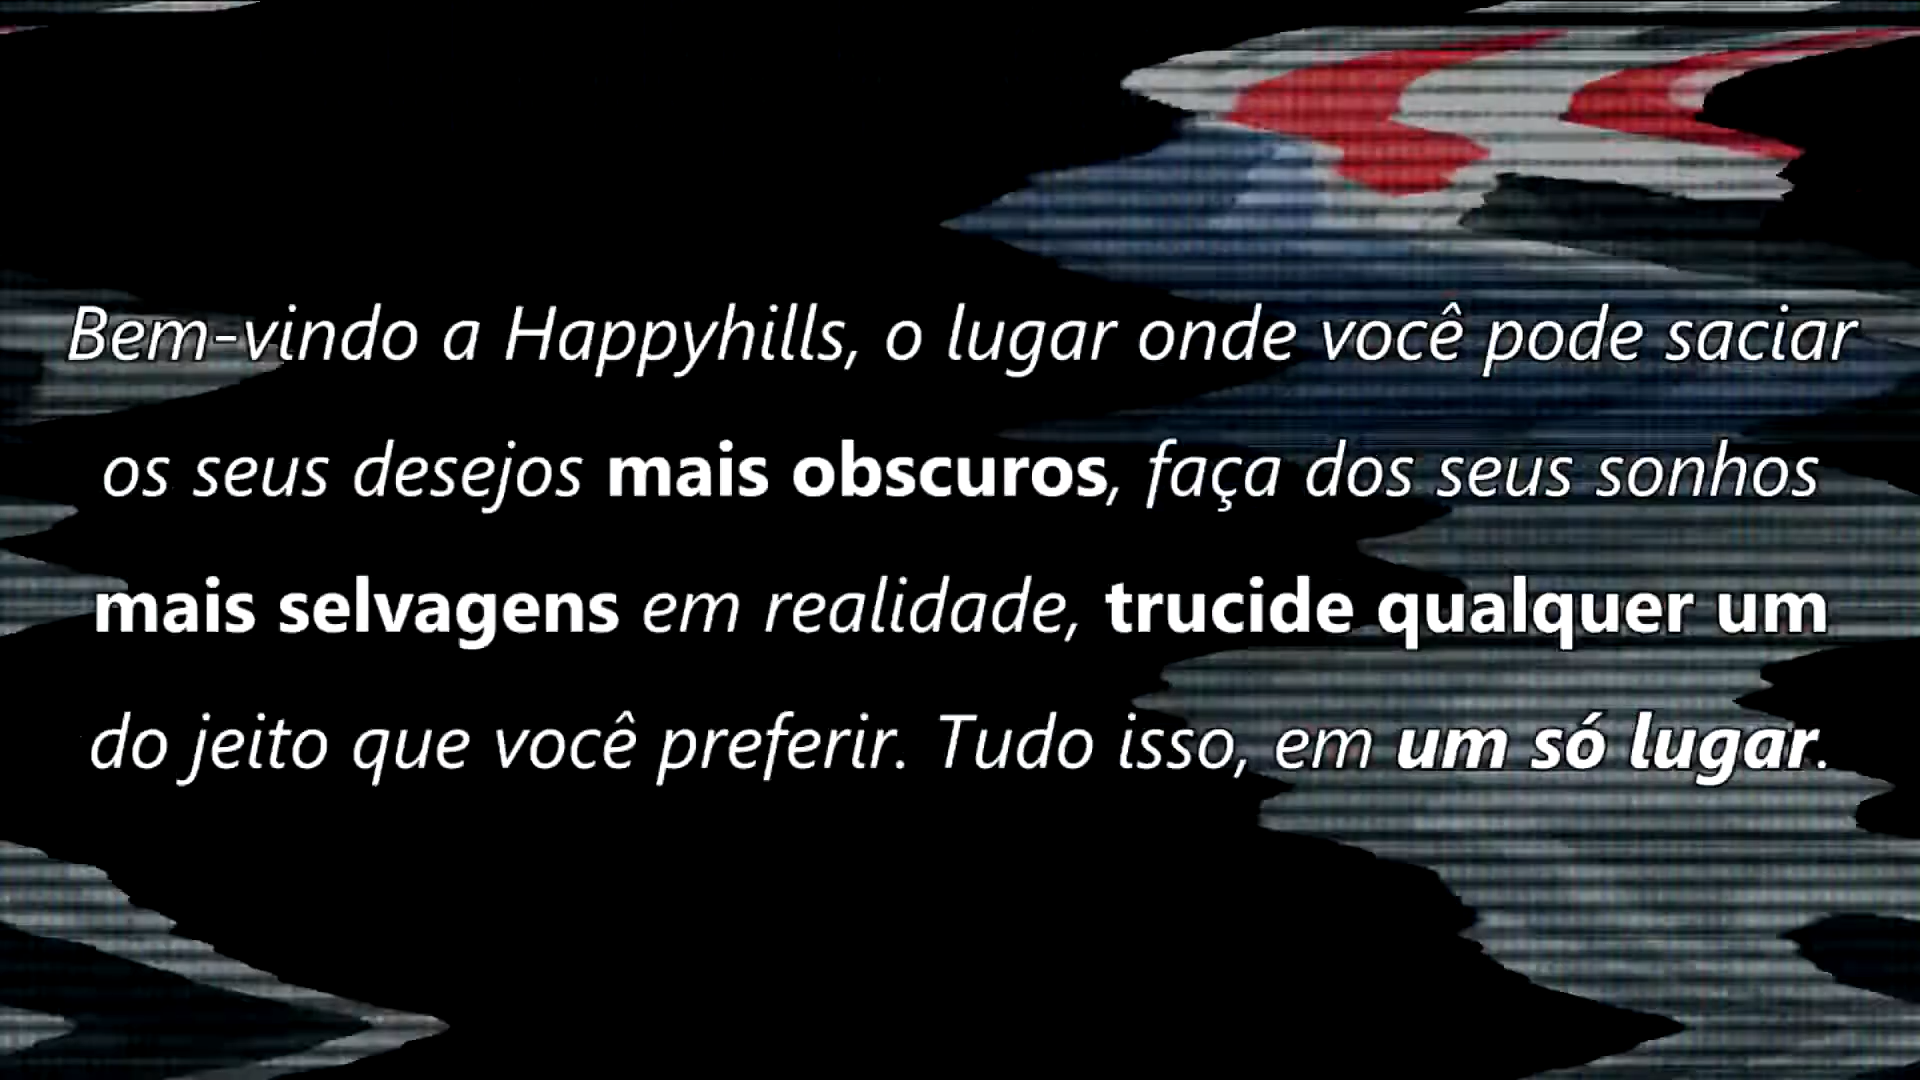 Bem-vindo a Happyhills, o lugar onde você pode saciar
os seus desejos mais obscuros, faça dos seus sonhos
mais selvagens em realidade, trucide qualquer um
do jeito que você preferir. Tudo isso, em um só lugar.